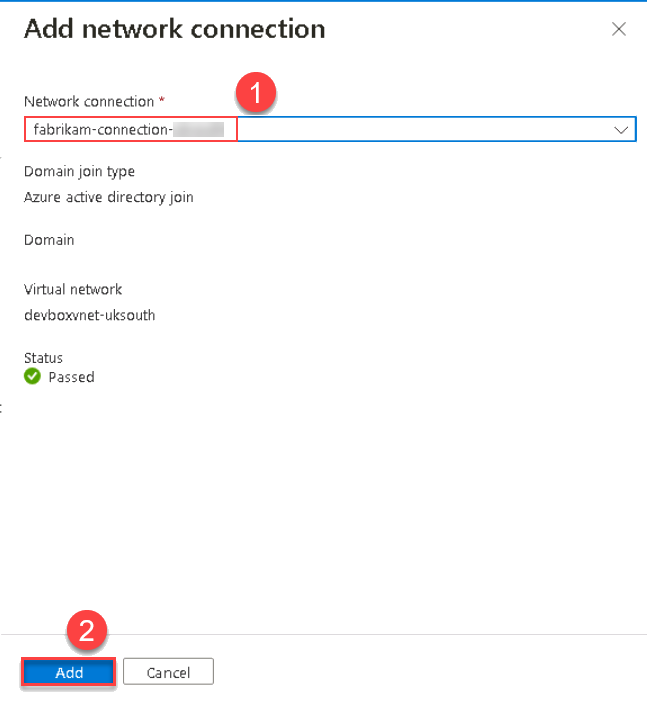 Add network connection
1
Network connection *
fabrikam-connection-
Domain join type
Azure active directory join
Domain
Virtual network
devboxvnet-uksouth
Status
Passed
2
Add Cancel